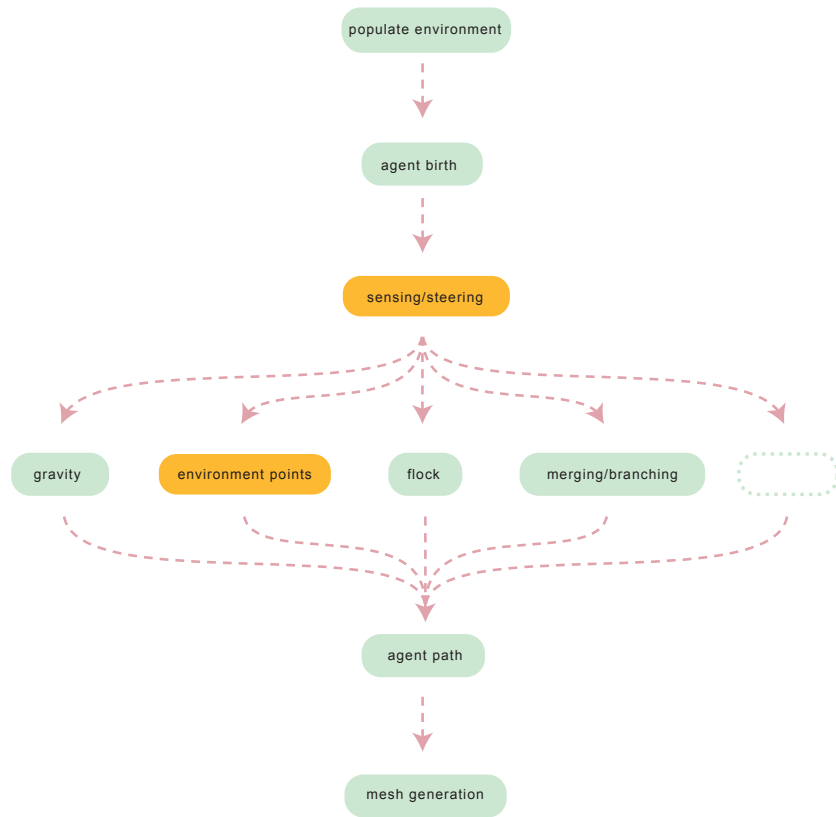 populate environment
agent birth
sensing/steering
gravity
environment points
flock
merging/branching
agent path
mesh generation